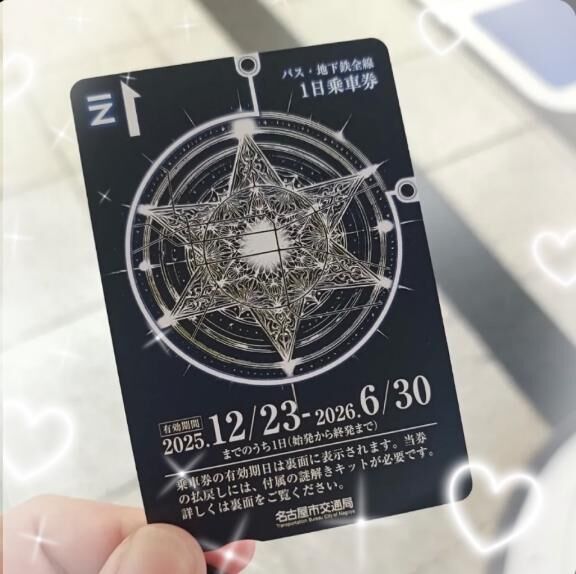 バス・地下鉄全線
1日乗車券
有効期間
2025.12/23-2026.6/30
までのうち1日(始発から終発まで)
乗車券の有効期日は裏面に表示されます。当券
の払戻しには、付属の謎解きキットが必要です。
詳しくは裏面をご覧ください。
名古屋市交通局
Transportation Bureau City of Nagoya